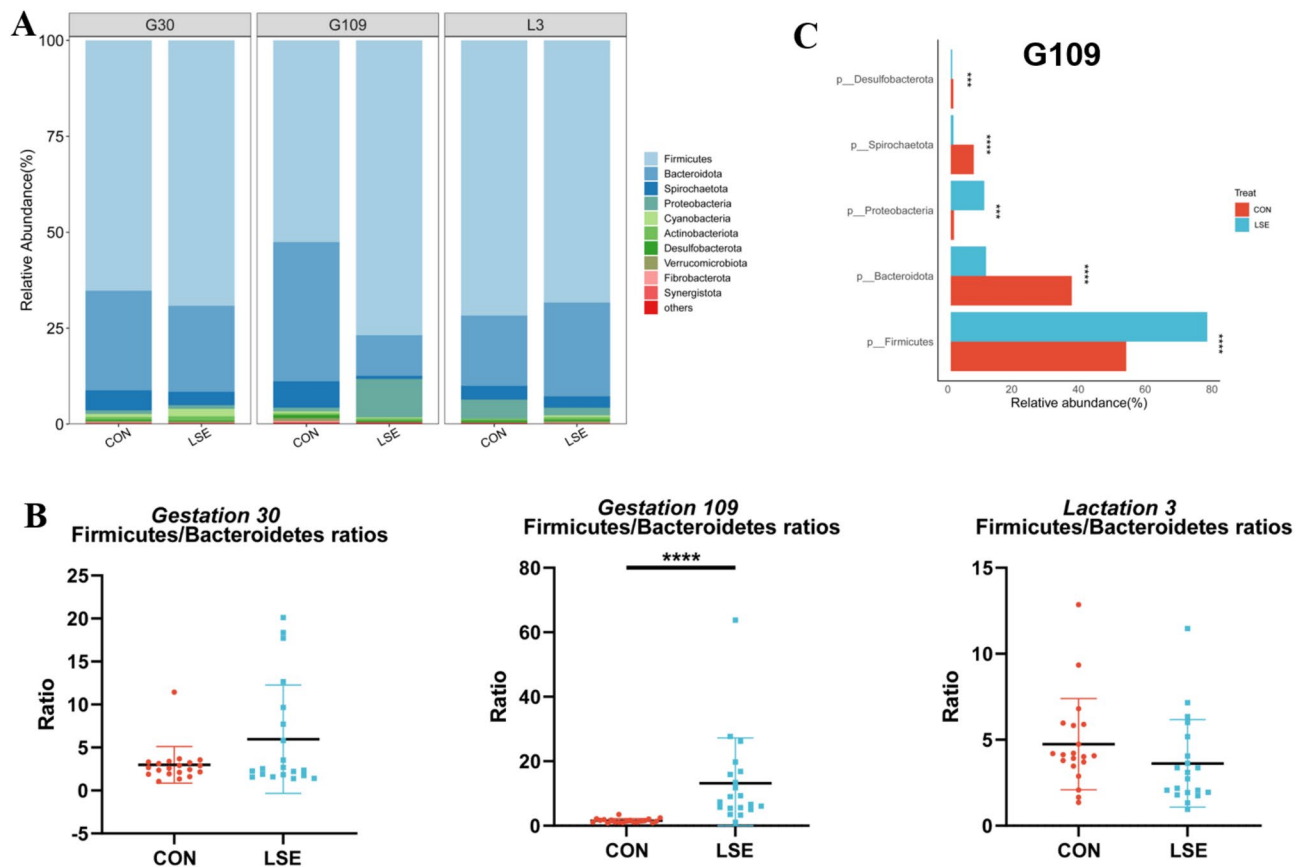 A
G30
G109
L3
Relative Abundance(%)
100
75
50
25
0
CON
LSE
CON
LSE
CON
LSE
Firmicutes
Bacteroidota
Spirochaetota
Proteobacteria
Cyanobacteria
Actinobacteriota
Desulfobacterota
Verrucomicrobiota
Fibrobacterota
Synergistota
others
C
G109
p__Desulfobacterota
p__Spirochaetota
p__Proteobacteria
p__Bacteroidota
p__Firmicutes
***
****
***
****
****
0 20 40 60 80
Relative abundance(%)
Treat
CON
LSE
B
Gestation 30
Firmicutes/Bacteroidetes ratios
Ratio
25
20
15
10
5
0
-5
CON LSE
Gestation 109
Firmicutes/Bacteroidetes ratios
****
Ratio
80
60
40
20
0
CON LSE
Lactation 3
Firmicutes/Bacteroidetes ratios
Ratio
15
10
5
0
CON LSE